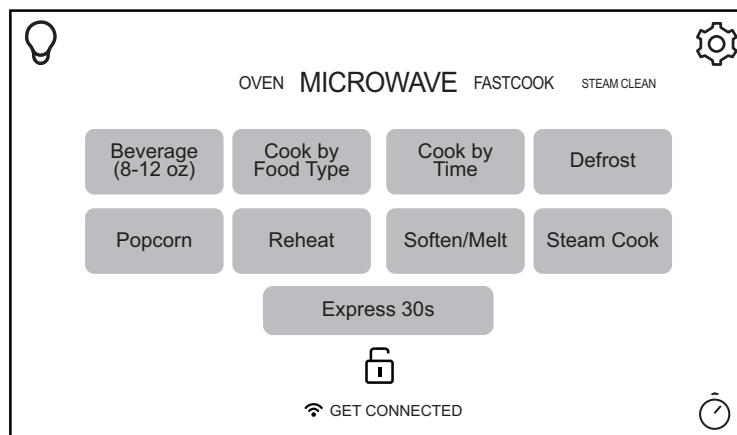 OVEN MICROWAVE FASTCOOK STEAM CLEAN
Beverage
(8-12 oz)
Cook by
Food Type
Cook by
Time
Defrost
Popcorn
Reheat
Soften/Melt
Steam Cook
Express 30s
GET CONNECTED